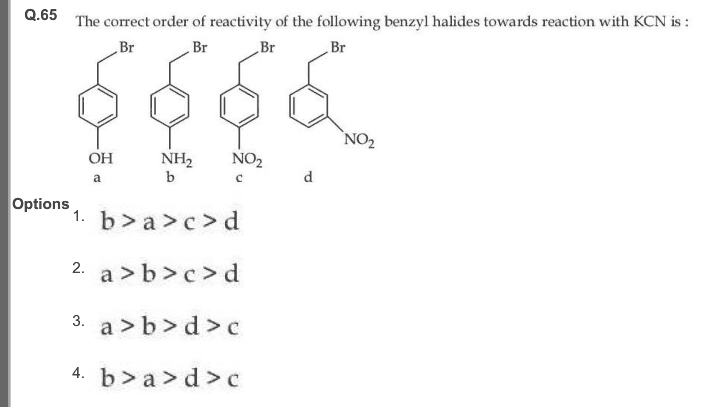 Q.65 The correct order of reactivity of the following benzyl halides towards reaction with KCN is :
Br Br Br Br
NO₂
OH NH₂ NO₂
a b c d
Options
1. b > a > c > d
2. a > b > c > d
3. a > b > d > c
4. b > a > d > c